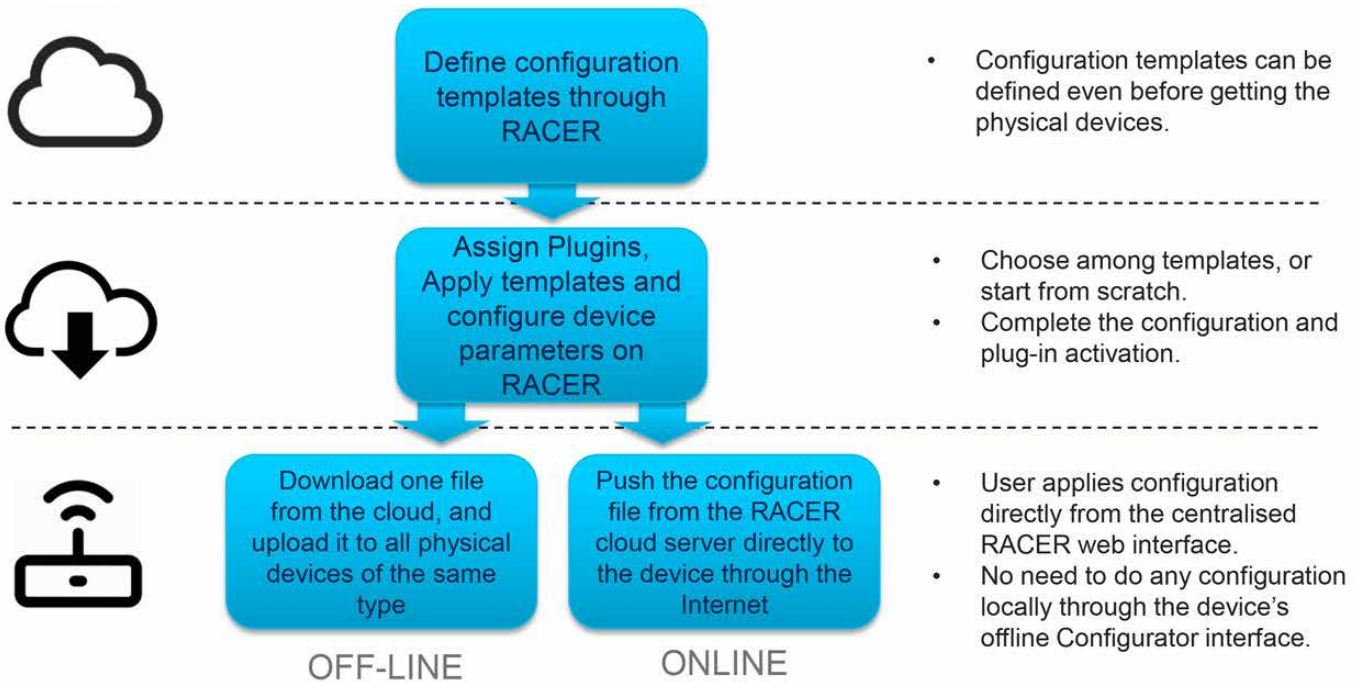 Define configuration
templates through
RACER
• Configuration templates can be
defined even before getting the
physical devices.
Assign Plugins,
Apply templates and
configure device
parameters on
RACER
• Choose among templates, or
start from scratch.
• Complete the configuration and
plug-in activation.
Download one file
from the cloud, and
upload it to all physical
devices of the same
type
Push the configuration
file from the RACER
cloud server directly to
the device through the
Internet
• User applies configuration
directly from the centralised
RACER web interface.
• No need to do any configuration
locally through the device's
offline Configurator interface.
OFF-LINE
ONLINE